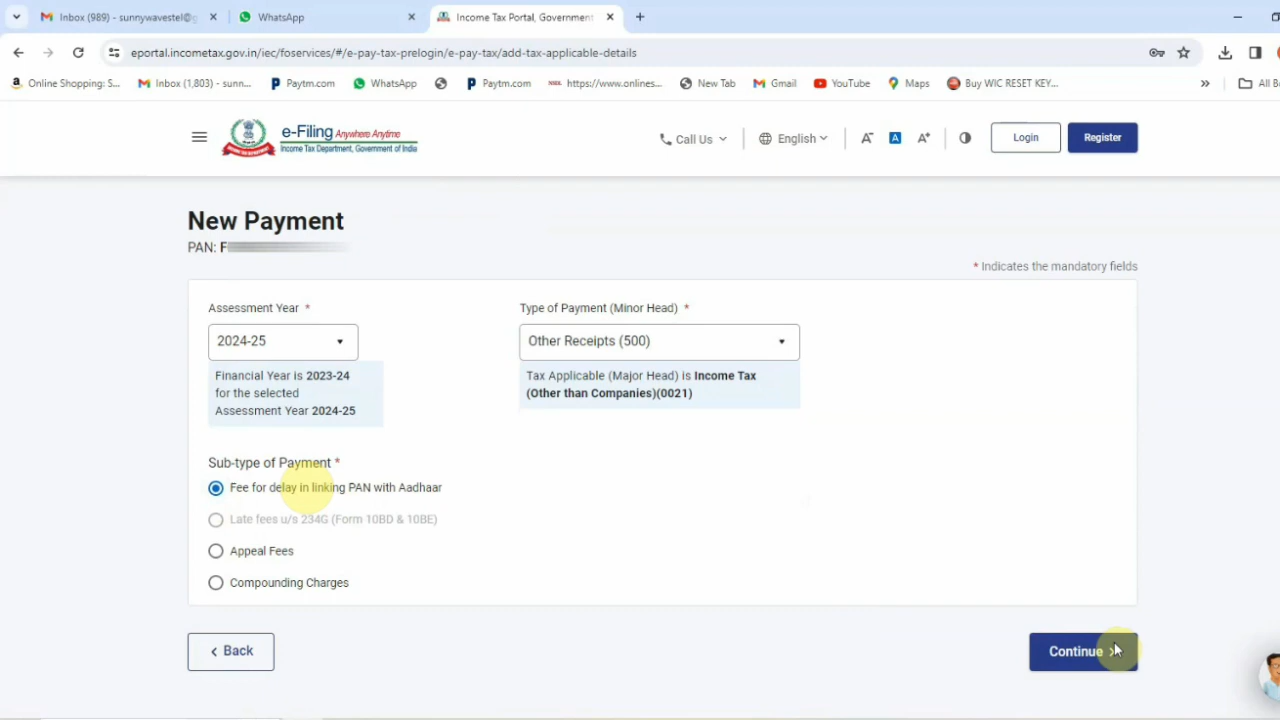 Inbox (989) - sunnywavestel@g
WhatsApp
Income Tax Portal, Government
eportal.incometax.gov.in/iec/foservices/#/e-pay-tax-prelogin/e-pay-tax/add-tax-applicable-details
Online Shopping: S...
Inbox (1,803) - sunn...
Paytm.com
WhatsApp
Paytm.com
https://www.onlines...
New Tab
Gmail
YouTube
Maps
Buy WIC RESET KEY...
»
All B
e-Filing Anywhere Anytime
Income Tax Department, Government of India
Call Us
English
A-
A
A+
Login
Register
New Payment
PAN: F
* Indicates the mandatory fields
Assessment Year *
Type of Payment (Minor Head) *
2024-25
Other Receipts (500)
Financial Year is 2023-24
for the selected
Assessment Year 2024-25
Tax Applicable (Major Head) is Income Tax
(Other than Companies)(0021)
Sub-type of Payment *
Fee for delay in linking PAN with Aadhaar
Late fees u/s 234G (Form 10BD & 10BE)
Appeal Fees
Compounding Charges
< Back
Continue >